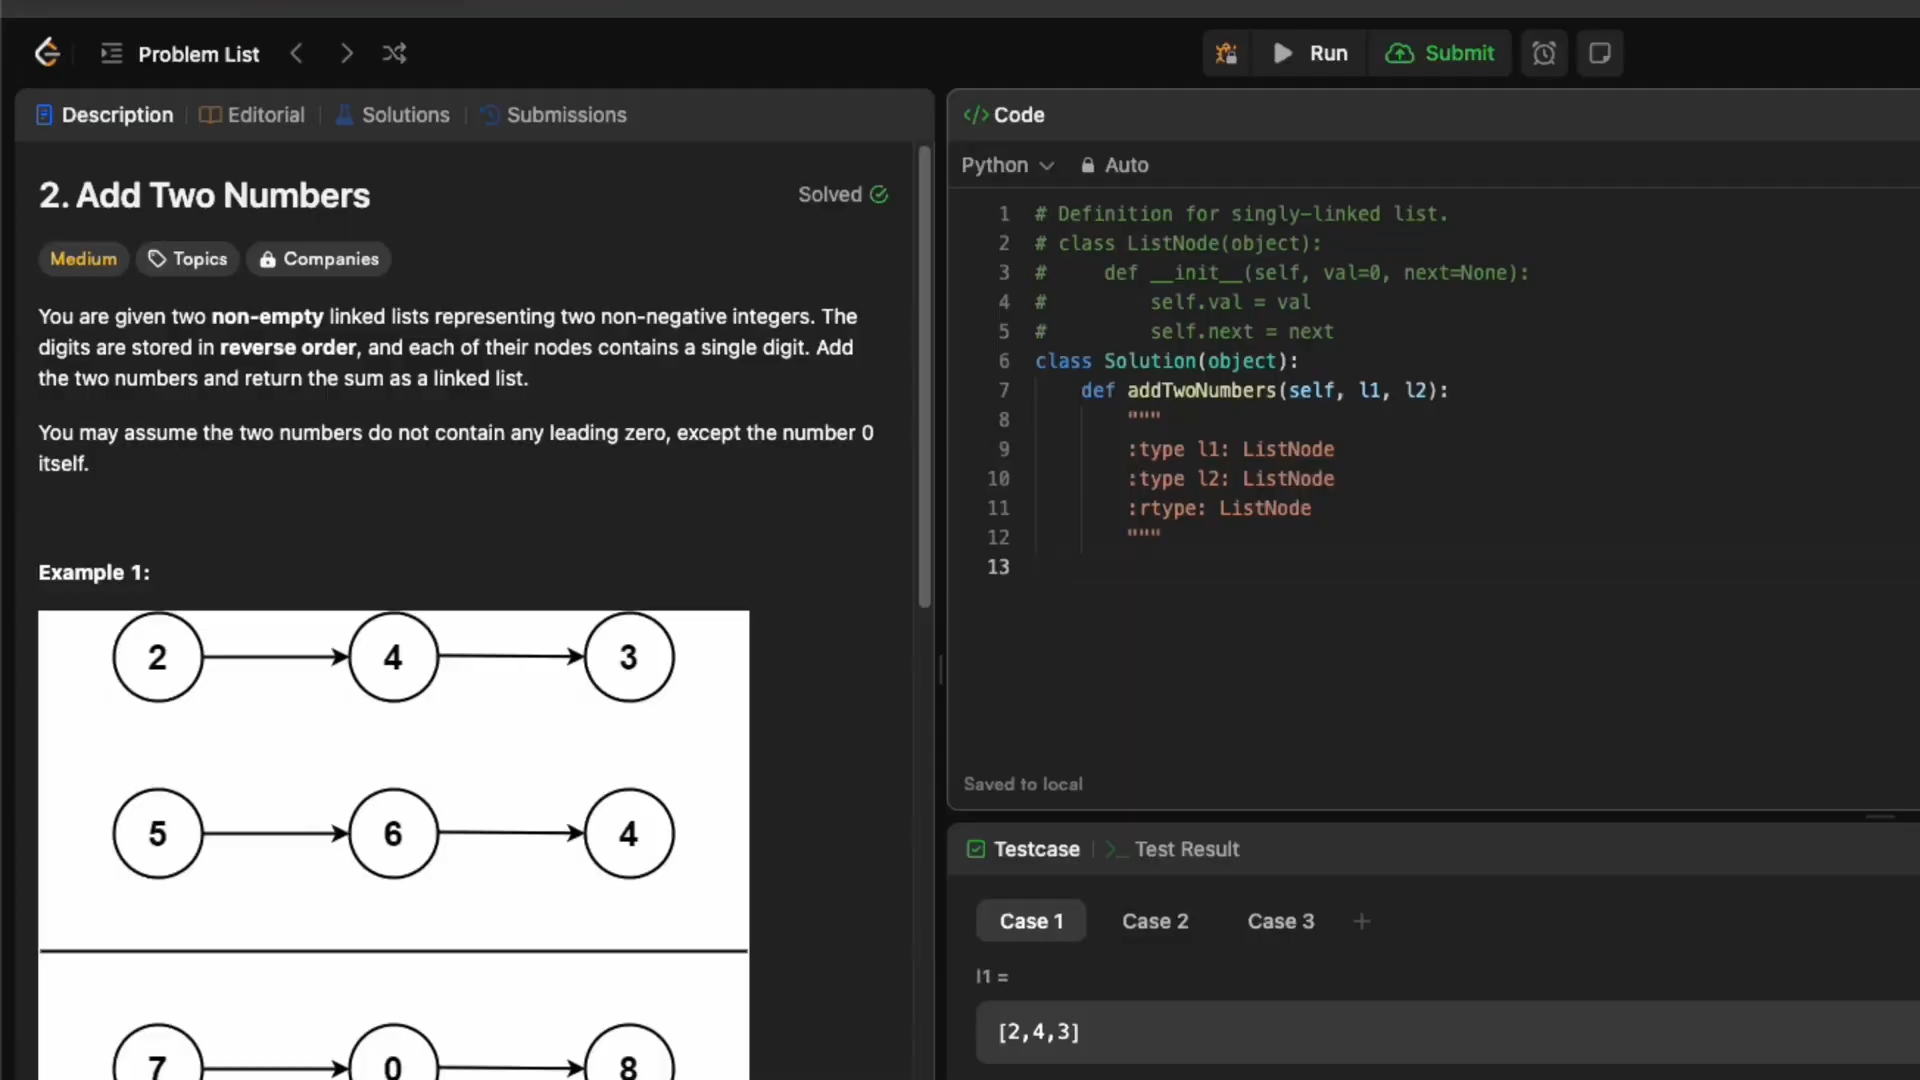 Problem List
Run
Submit
Description
Editorial
Solutions
Submissions
2. Add Two Numbers
Solved
Medium
Topics
Companies
You are given two non-empty linked lists representing two non-negative integers. The
digits are stored in reverse order, and each of their nodes contains a single digit. Add
the two numbers and return the sum as a linked list.
You may assume the two numbers do not contain any leading zero, except the number 0
itself.
Example 1:
2 4 3
5 6 4
7 0 8
</> Code
Python
Auto
1 # Definition for singly-linked list.
2 # class ListNode(object):
3 #     def __init__(self, val=0, next=None):
4 #         self.val = val
5 #         self.next = next
6 class Solution(object):
7     def addTwoNumbers(self, l1, l2):
8         """
9         :type l1: ListNode
10         :type l2: ListNode
11         :rtype: ListNode
12         """
13
Saved to local
Testcase
>_ Test Result
Case 1
Case 2
Case 3
+
l1 =
[2,4,3]